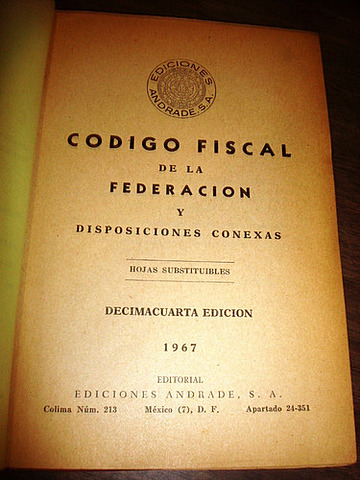 EDICIONES
ANDRADE, S.A.
CODIGO FISCAL
DE LA
FEDERACION
Y
DISPOSICIONES CONEXAS
HOJAS SUBSTITUIBLES
DECIMACUARTA EDICION
1967
EDITORIAL
EDICIONES ANDRADE, S. A.
Colima Núm. 213 México (7), D. F. Apartado 24-351